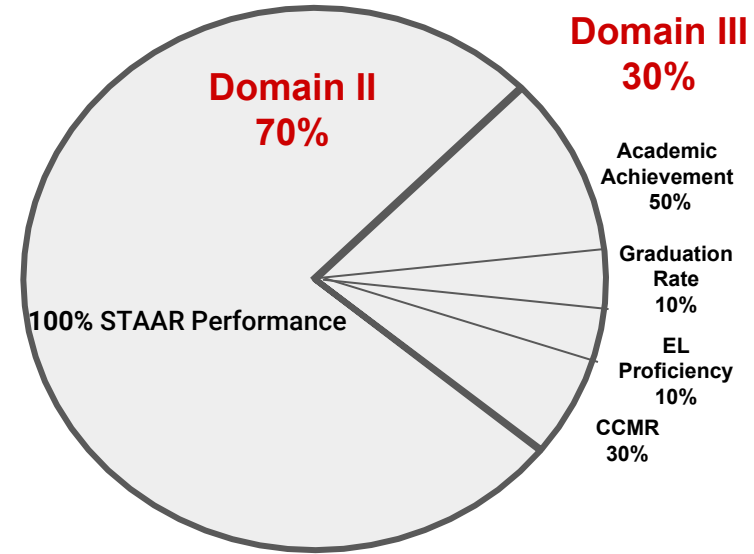 Domain II
70%
Domain III
30%
Academic
Achievement
50%
Graduation
Rate
10%
EL
Proficiency
10%
CCMR
30%
100% STAAR Performance